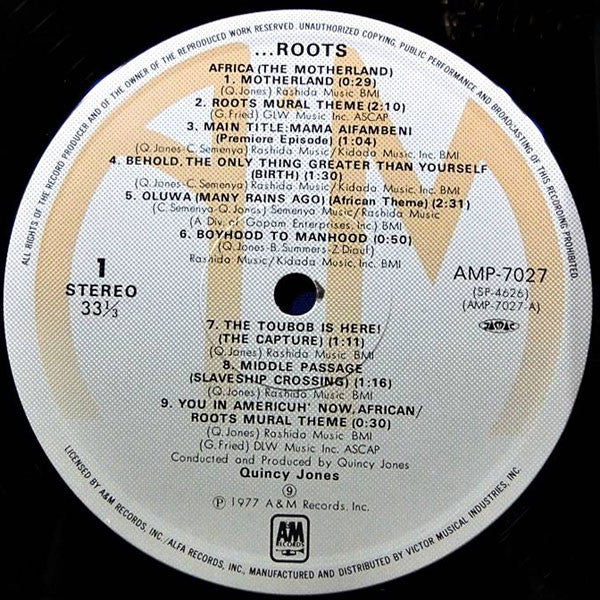 ALL RIGHTS OF THE RECORD PRODUCER AND OF THE OWNER OF THE REPRODUCED WORK RESERVED. UNAUTHORIZED COPYING, PUBLIC PERFORMANCE AND BROADCASTING OF THIS RECORDING PROHIBITED
...ROOTS
AFRICA (THE MOTHERLAND)
1. MOTHERLAND (0:29)
(Q.Jones) Rashida Music BMI
2. ROOTS MURAL THEME (2:10)
(G.Fried) GLW Music Inc. ASCAP
3. MAIN TITLE:MAMA AIFAMBENI
(Premiere Episode) (1:04)
(Q.Jones-C.Semenya) Rashida Music/Kidada Music, Inc. BMI
4. BEHOLD, THE ONLY THING GREATER THAN YOURSELF
(BIRTH) (1:30)
(Q.Jones-C.Semenya) Rashida Music/Kidada Music, Inc. BMI
5. OLUWA (MANY RAINS AGO) (African Theme) (2:31)
(C.Semenya-Q.Jones) Semenya Music/Rashida Music
(A Div. of Gopam Enterprises, Inc.) BMI
6. BOYHOOD TO MANHOOD (0:50)
(Q.Jones-B.Summers-Z.Diouf)
Rashida Music/Kidada Music, Inc. BMI
1
STEREO
33⅓
AMP-7027
(SP-4626)
(AMP-7027-A)
7. THE TOUBOB IS HERE!
(THE CAPTURE) (1:11)
(Q.Jones) Rashida Music BMI
8. MIDDLE PASSAGE
(SLAVESHIP CROSSING) (1:16)
(Q.Jones) Rashida Music BMI
9. YOU IN AMERICUH' NOW, AFRICAN/
ROOTS MURAL THEME (0:30)
(Q.Jones) Rashida Music BMI
(G.Fried) DLW Music Inc. ASCAP
Conducted and Produced by Quincy Jones
Quincy Jones
⑨
Ⓟ 1977 A&M Records, Inc.
A&M
RECORDS
LICENSED BY A&M RECORDS, INC./ALFA RECORDS, INC., MANUFACTURED AND DISTRIBUTED BY VICTOR MUSICAL INDUSTRIES, INC.